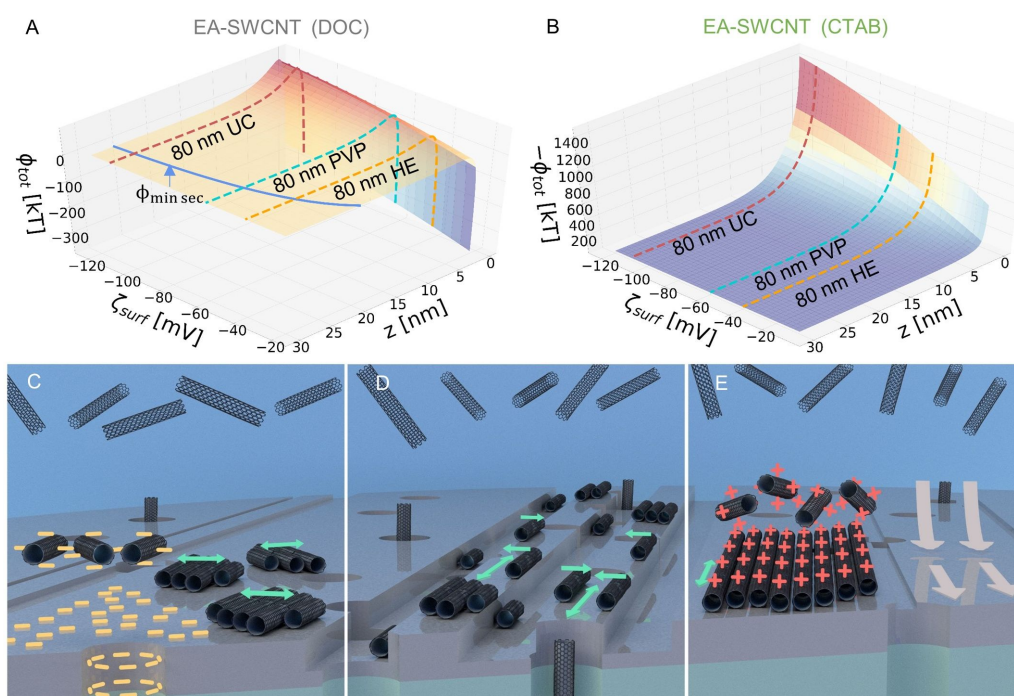 A
EA-SWCNT (DOC)
ϕtot [kT]
0
−100
−200
−300
80 nm UC
80 nm PVP
80 nm HE
ϕmin sec
−120
−100
−80
−60
−40
−20
ζsurf [mV]
0
5
10
15
20
25
30
z [nm]
B
EA-SWCNT (CTAB)
−ϕtot [kT]
1400
1200
1000
800
600
400
200
80 nm UC
80 nm PVP
80 nm HE
−120
−100
−80
−60
−40
−20
ζsurf [mV]
0
5
10
15
20
25
30
z [nm]
C
D
E